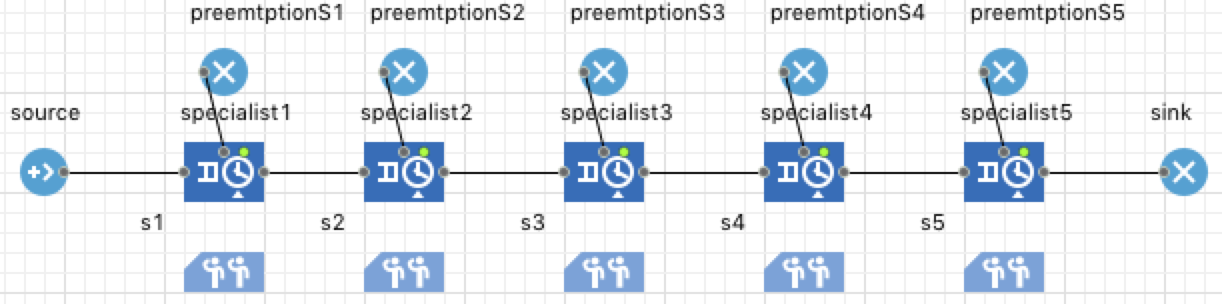 preemtptionS1 preemtptionS2 preemtptionS3 preemtptionS4 preemtptionS5
source specialist1 specialist2 specialist3 specialist4 specialist5 sink
s1 s2 s3 s4 s5